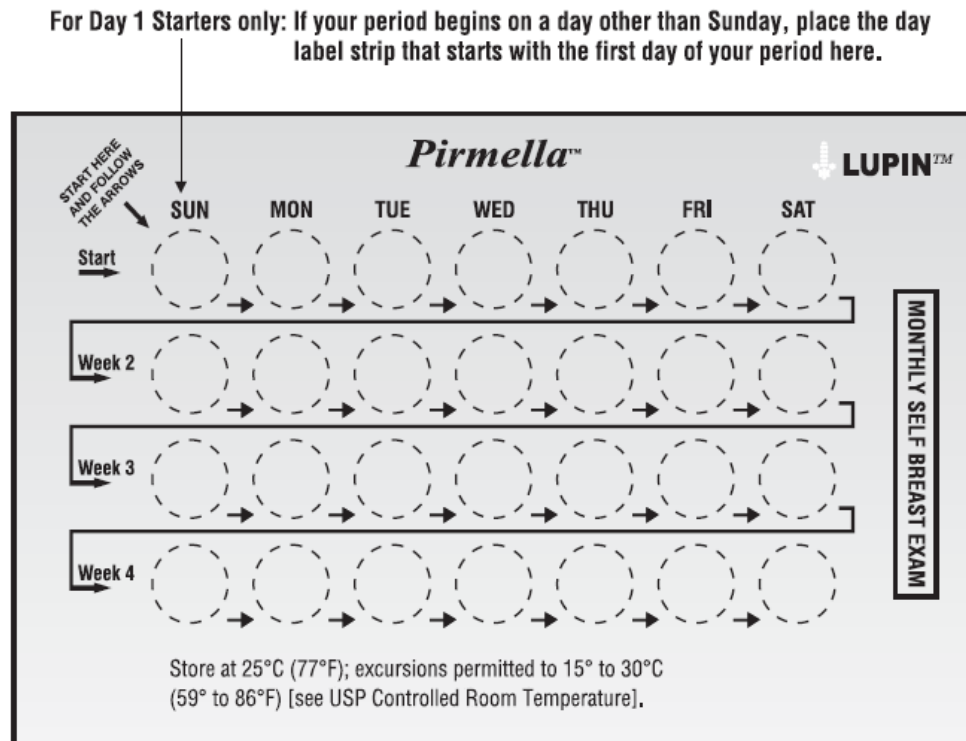 For Day 1 Starters only: If your period begins on a day other than Sunday, place the day
label strip that starts with the first day of your period here.
Pirmella™
LUPIN™
START HERE
AND FOLLOW
THE ARROWS
SUN MON TUE WED THU FRI SAT
Start
Week 2
Week 3
Week 4
MONTHLY SELF BREAST EXAM
Store at 25°C (77°F); excursions permitted to 15° to 30°C
(59° to 86°F) [see USP Controlled Room Temperature].